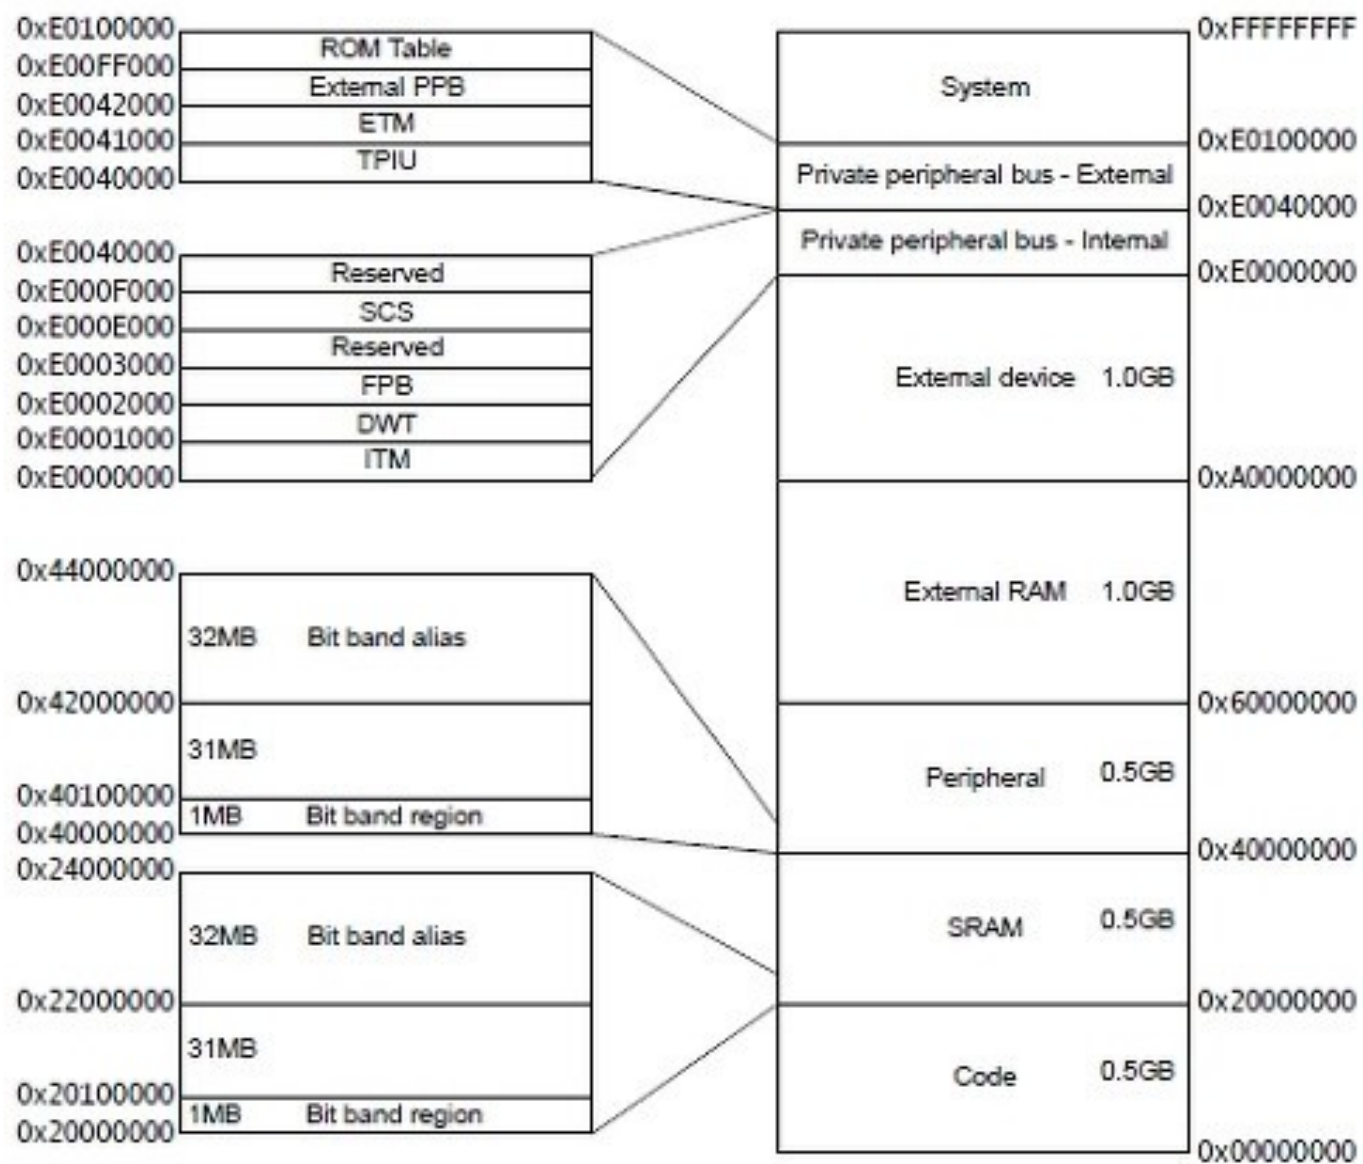 0xE0100000
ROM Table
0xE00FF000
External PPB
0xE0042000
ETM
0xE0041000
TPIU
0xE0040000
0xE0040000
Reserved
0xE000F000
SCS
0xE000E000
Reserved
0xE0003000
FPB
0xE0002000
DWT
0xE0001000
ITM
0xE0000000
0x44000000
32MB Bit band alias
0x42000000
31MB
0x40100000
1MB Bit band region
0x40000000
0x24000000
32MB Bit band alias
0x22000000
31MB
0x20100000
1MB Bit band region
0x20000000
0xFFFFFFFF
System
0xE0100000
Private peripheral bus - External
0xE0040000
Private peripheral bus - Internal
0xE0000000
External device 1.0GB
0xA0000000
External RAM 1.0GB
0x60000000
Peripheral 0.5GB
0x40000000
SRAM 0.5GB
0x20000000
Code 0.5GB
0x00000000